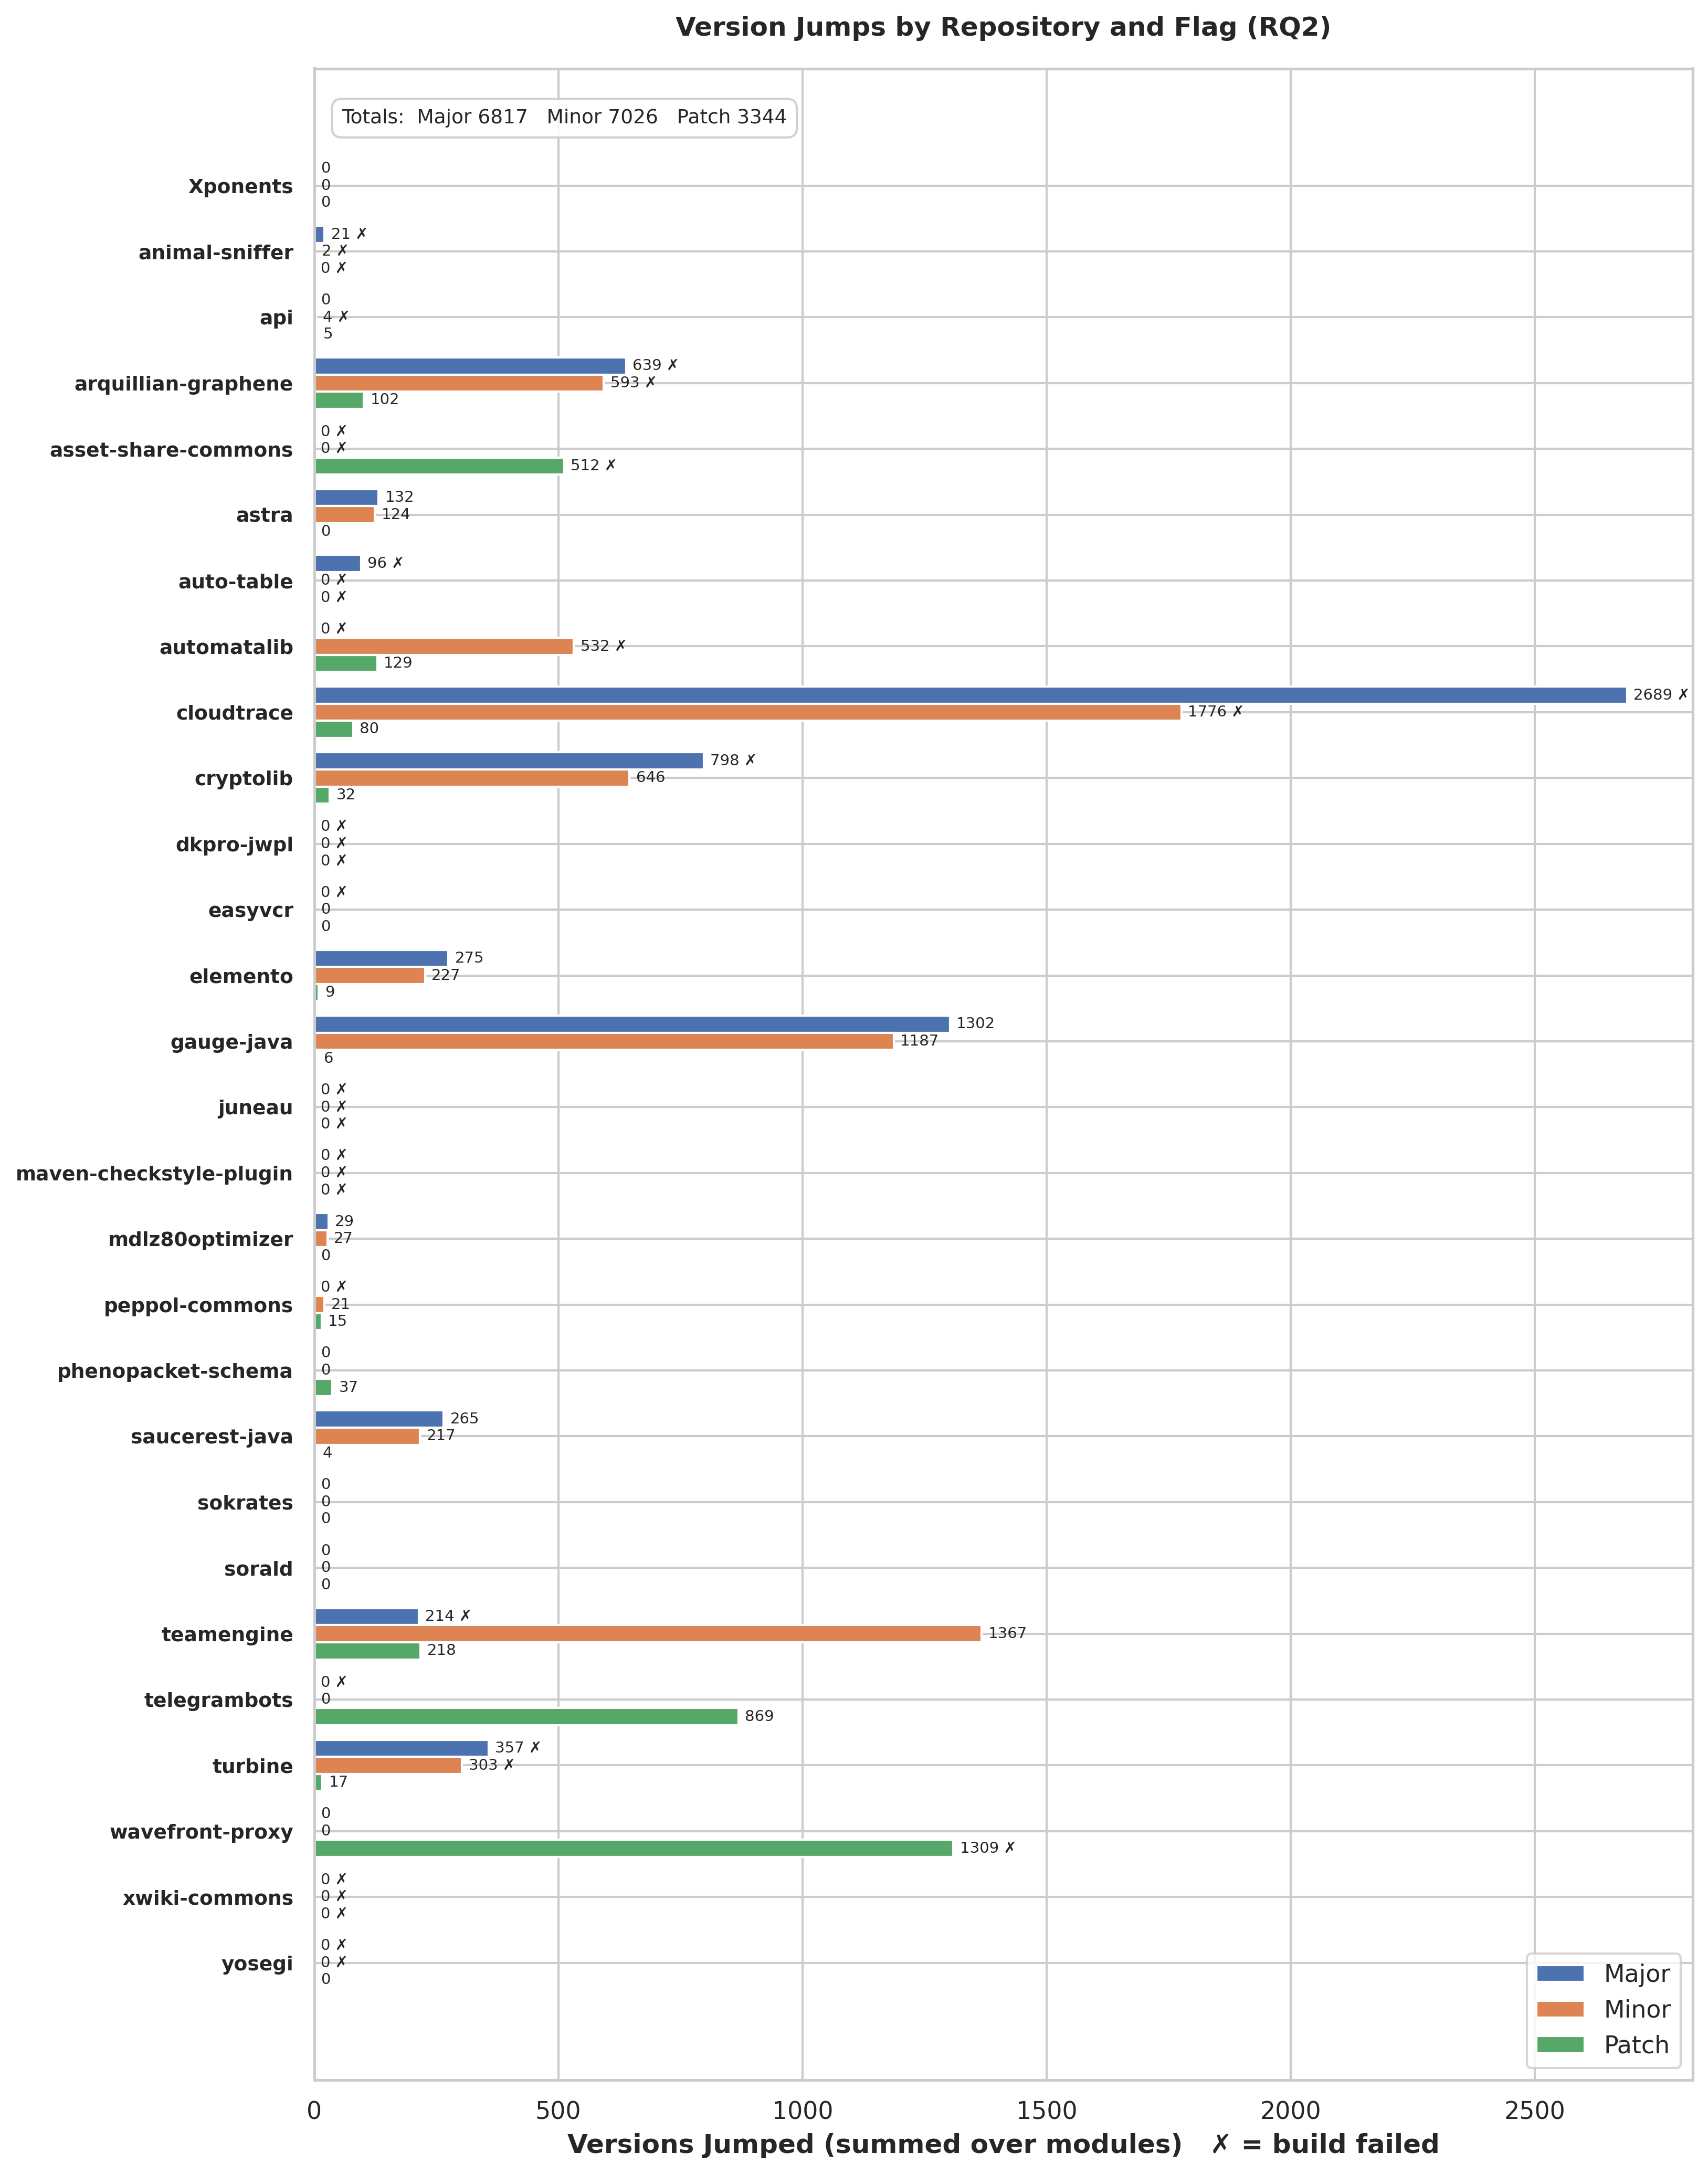 Version Jumps by Repository and Flag (RQ2)
Totals:  Major 6817   Minor 7026   Patch 3344
Xponents
0
0
0
animal-sniffer
21 ✗
2 ✗
0 ✗
api
0
4 ✗
5
arquillian-graphene
639 ✗
593 ✗
102
asset-share-commons
0 ✗
0 ✗
512 ✗
astra
132
124
0
auto-table
96 ✗
0 ✗
0 ✗
automatalib
0 ✗
532 ✗
129
cloudtrace
2689 ✗
1776 ✗
80
cryptolib
798 ✗
646
32
dkpro-jwpl
0 ✗
0 ✗
0 ✗
easyvcr
0 ✗
0
0
elemento
275
227
9
gauge-java
1302
1187
6
juneau
0 ✗
0 ✗
0 ✗
maven-checkstyle-plugin
0 ✗
0 ✗
0 ✗
mdlz80optimizer
29
27
0
peppol-commons
0 ✗
21
15
phenopacket-schema
0
0
37
saucerest-java
265
217
4
sokrates
0
0
0
sorald
0
0
0
teamengine
214 ✗
1367
218
telegrambots
0 ✗
0
869
turbine
357 ✗
303 ✗
17
wavefront-proxy
0
0
1309 ✗
xwiki-commons
0 ✗
0 ✗
0 ✗
yosegi
0 ✗
0 ✗
0
Major
Minor
Patch
0 500 1000 1500 2000 2500
Versions Jumped (summed over modules)   ✗ = build failed